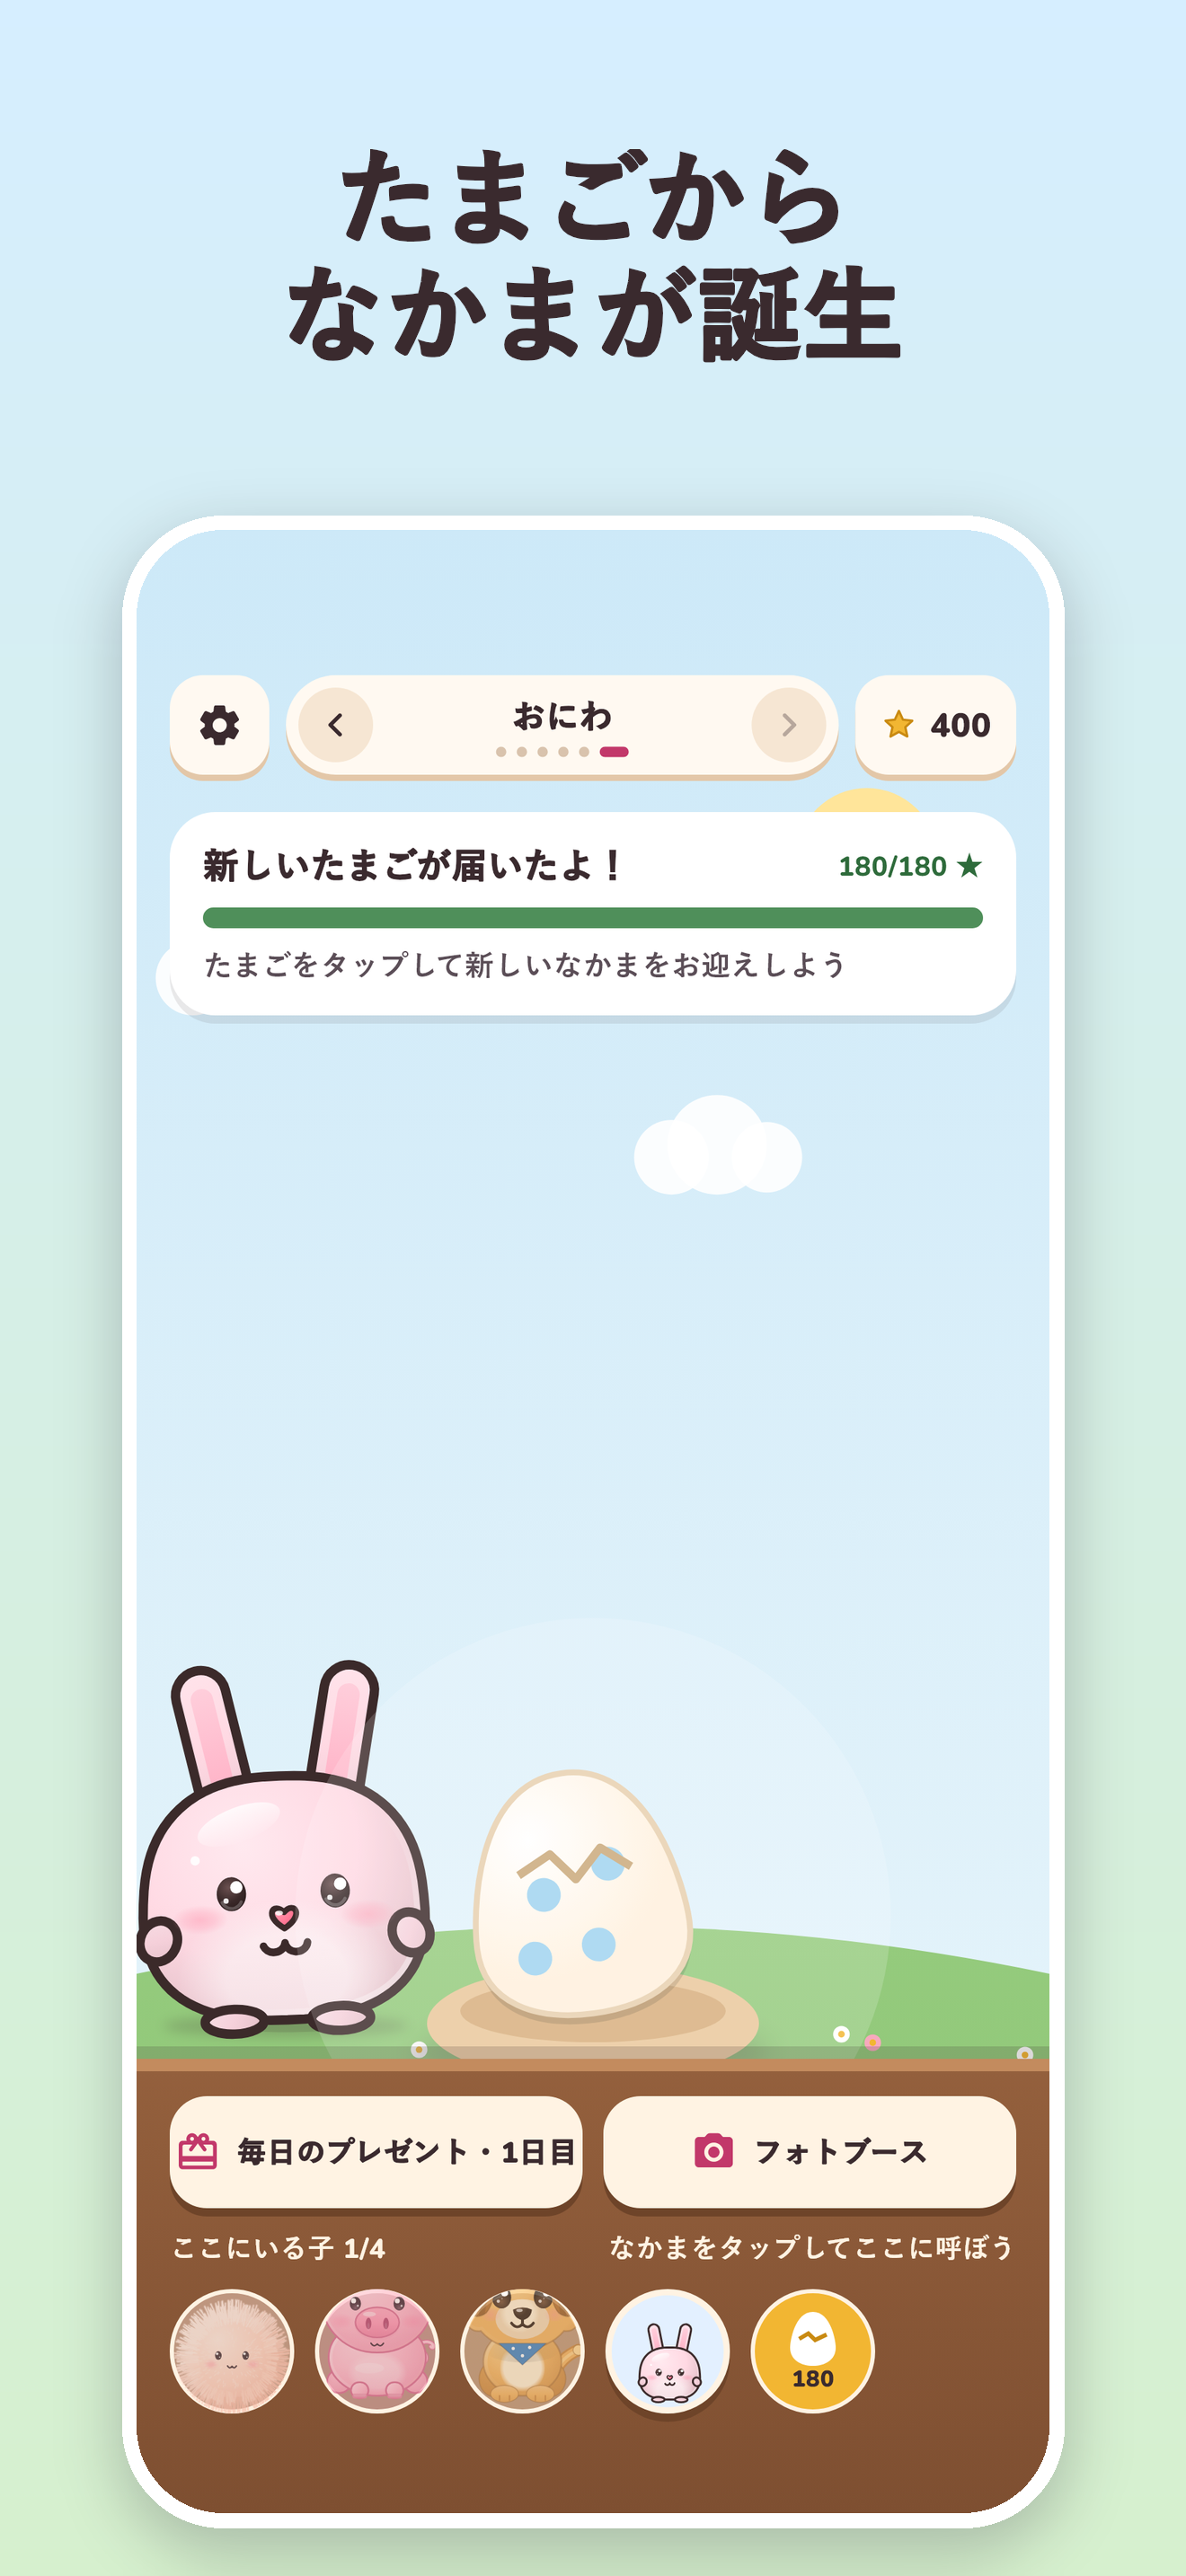 たまごから
なかまが誕生
おにわ
400
新しいたまごが届いたよ！
180/180 ★
たまごをタップして新しいなかまをお迎えしよう
毎日のプレゼント・1日目
フォトブース
ここにいる子 1/4
なかまをタップしてここに呼ぼう
180